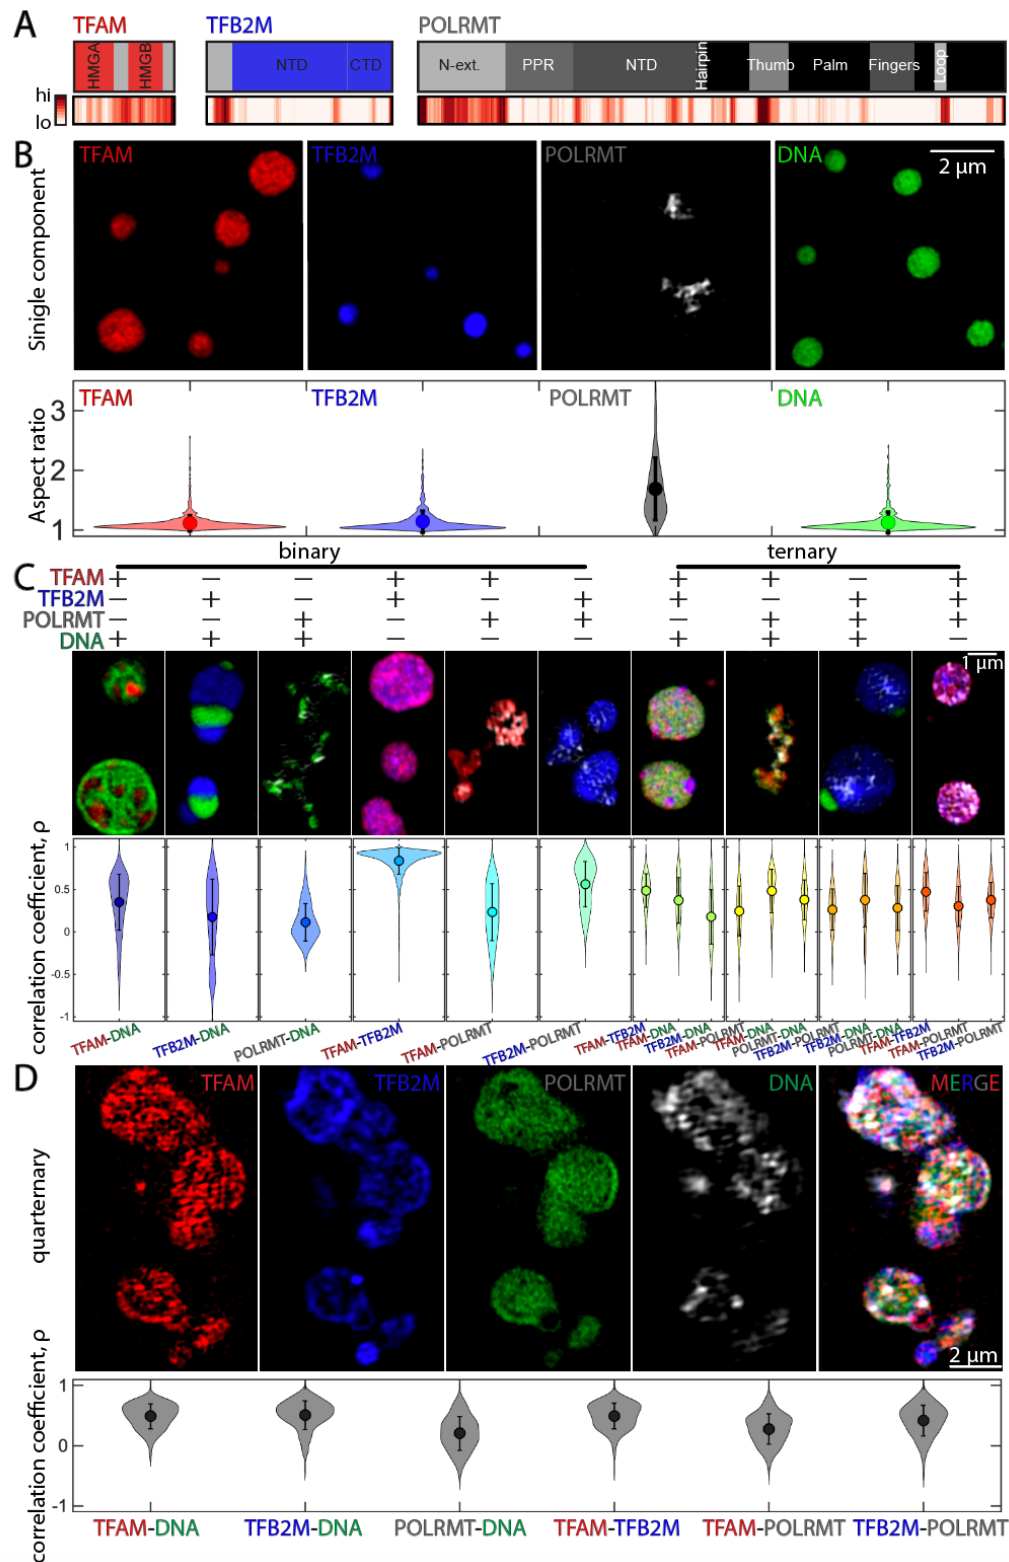 A
TFAM TFB2M POLRMT
HMGA HMGB NTD CTD N-ext. PPR NTD Hairpin Thumb Palm Fingers Loop
hi
lo
B
Sinigle component
TFAM TFB2M POLRMT DNA
2 µm
Aspect ratio
TFAM TFB2M POLRMT DNA
3
2
1
binary ternary
C
TFAM + − − + + − + + − +
TFB2M − + − + − + + − + +
POLRMT − − + − + + − + + +
DNA + + + − − − + + + −
1 µm
correlation coefficient, ρ
1
0.5
0
-0.5
-1
TFAM-DNA TFB2M-DNA POLRMT-DNA TFAM-TFB2M TFAM-POLRMT TFB2M-POLRMT TFAM-TFB2M TFAM-DNA TFB2M-DNA TFAM-POLRMT TFAM-DNA POLRMT-DNA TFB2M-POLRMT TFB2M-DNA POLRMT-DNA TFAM-TFB2M TFAM-POLRMT TFB2M-POLRMT
D
quarternary
TFAM TFB2M POLRMT DNA MERGE
2 µm
correlation coefficient, ρ
1
0
-1
TFAM-DNA TFB2M-DNA POLRMT-DNA TFAM-TFB2M TFAM-POLRMT TFB2M-POLRMT